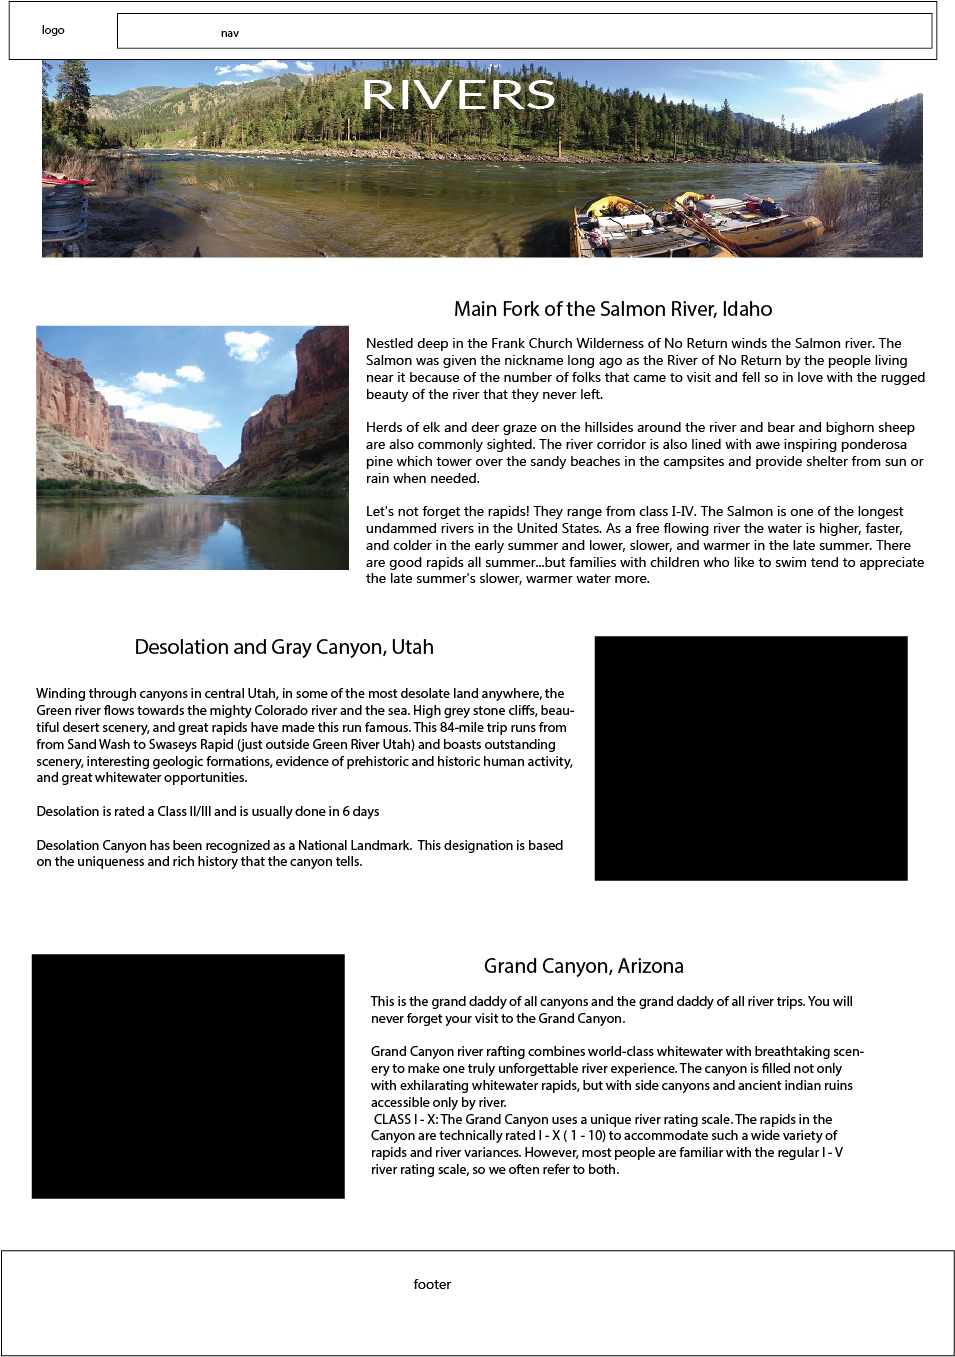 logo
nav
RIVERS
Main Fork of the Salmon River, Idaho
Nestled deep in the Frank Church Wilderness of No Return winds the Salmon river. The
Salmon was given the nickname long ago as the River of No Return by the people living
near it because of the number of folks that came to visit and fell so in love with the rugged
beauty of the river that they never left.
Herds of elk and deer graze on the hillsides around the river and bear and bighorn sheep
are also commonly sighted. The river corridor is also lined with awe inspiring ponderosa
pine which tower over the sandy beaches in the campsites and provide shelter from sun or
rain when needed.
Let's not forget the rapids! They range from class I-IV. The Salmon is one of the longest
undammed rivers in the United States. As a free flowing river the water is higher, faster,
and colder in the early summer and lower, slower, and warmer in the late summer. There
are good rapids all summer...but families with children who like to swim tend to appreciate
the late summer's slower, warmer water more.
Desolation and Gray Canyon, Utah
Winding through canyons in central Utah, in some of the most desolate land anywhere, the
Green river flows towards the mighty Colorado river and the sea. High grey stone cliffs, beau-
tiful desert scenery, and great rapids have made this run famous. This 84-mile trip runs from
from Sand Wash to Swaseys Rapid (just outside Green River Utah) and boasts outstanding
scenery, interesting geologic formations, evidence of prehistoric and historic human activity,
and great whitewater opportunities.
Desolation is rated a Class II/III and is usually done in 6 days
Desolation Canyon has been recognized as a National Landmark.  This designation is based
on the uniqueness and rich history that the canyon tells.
Grand Canyon, Arizona
This is the grand daddy of all canyons and the grand daddy of all river trips. You will
never forget your visit to the Grand Canyon.
Grand Canyon river rafting combines world-class whitewater with breathtaking scen-
ery to make one truly unforgettable river experience. The canyon is filled not only
with exhilarating whitewater rapids, but with side canyons and ancient indian ruins
accessible only by river.
CLASS I - X: The Grand Canyon uses a unique river rating scale. The rapids in the
Canyon are technically rated I - X ( 1 - 10) to accommodate such a wide variety of
rapids and river variances. However, most people are familiar with the regular I - V
river rating scale, so we often refer to both.
footer